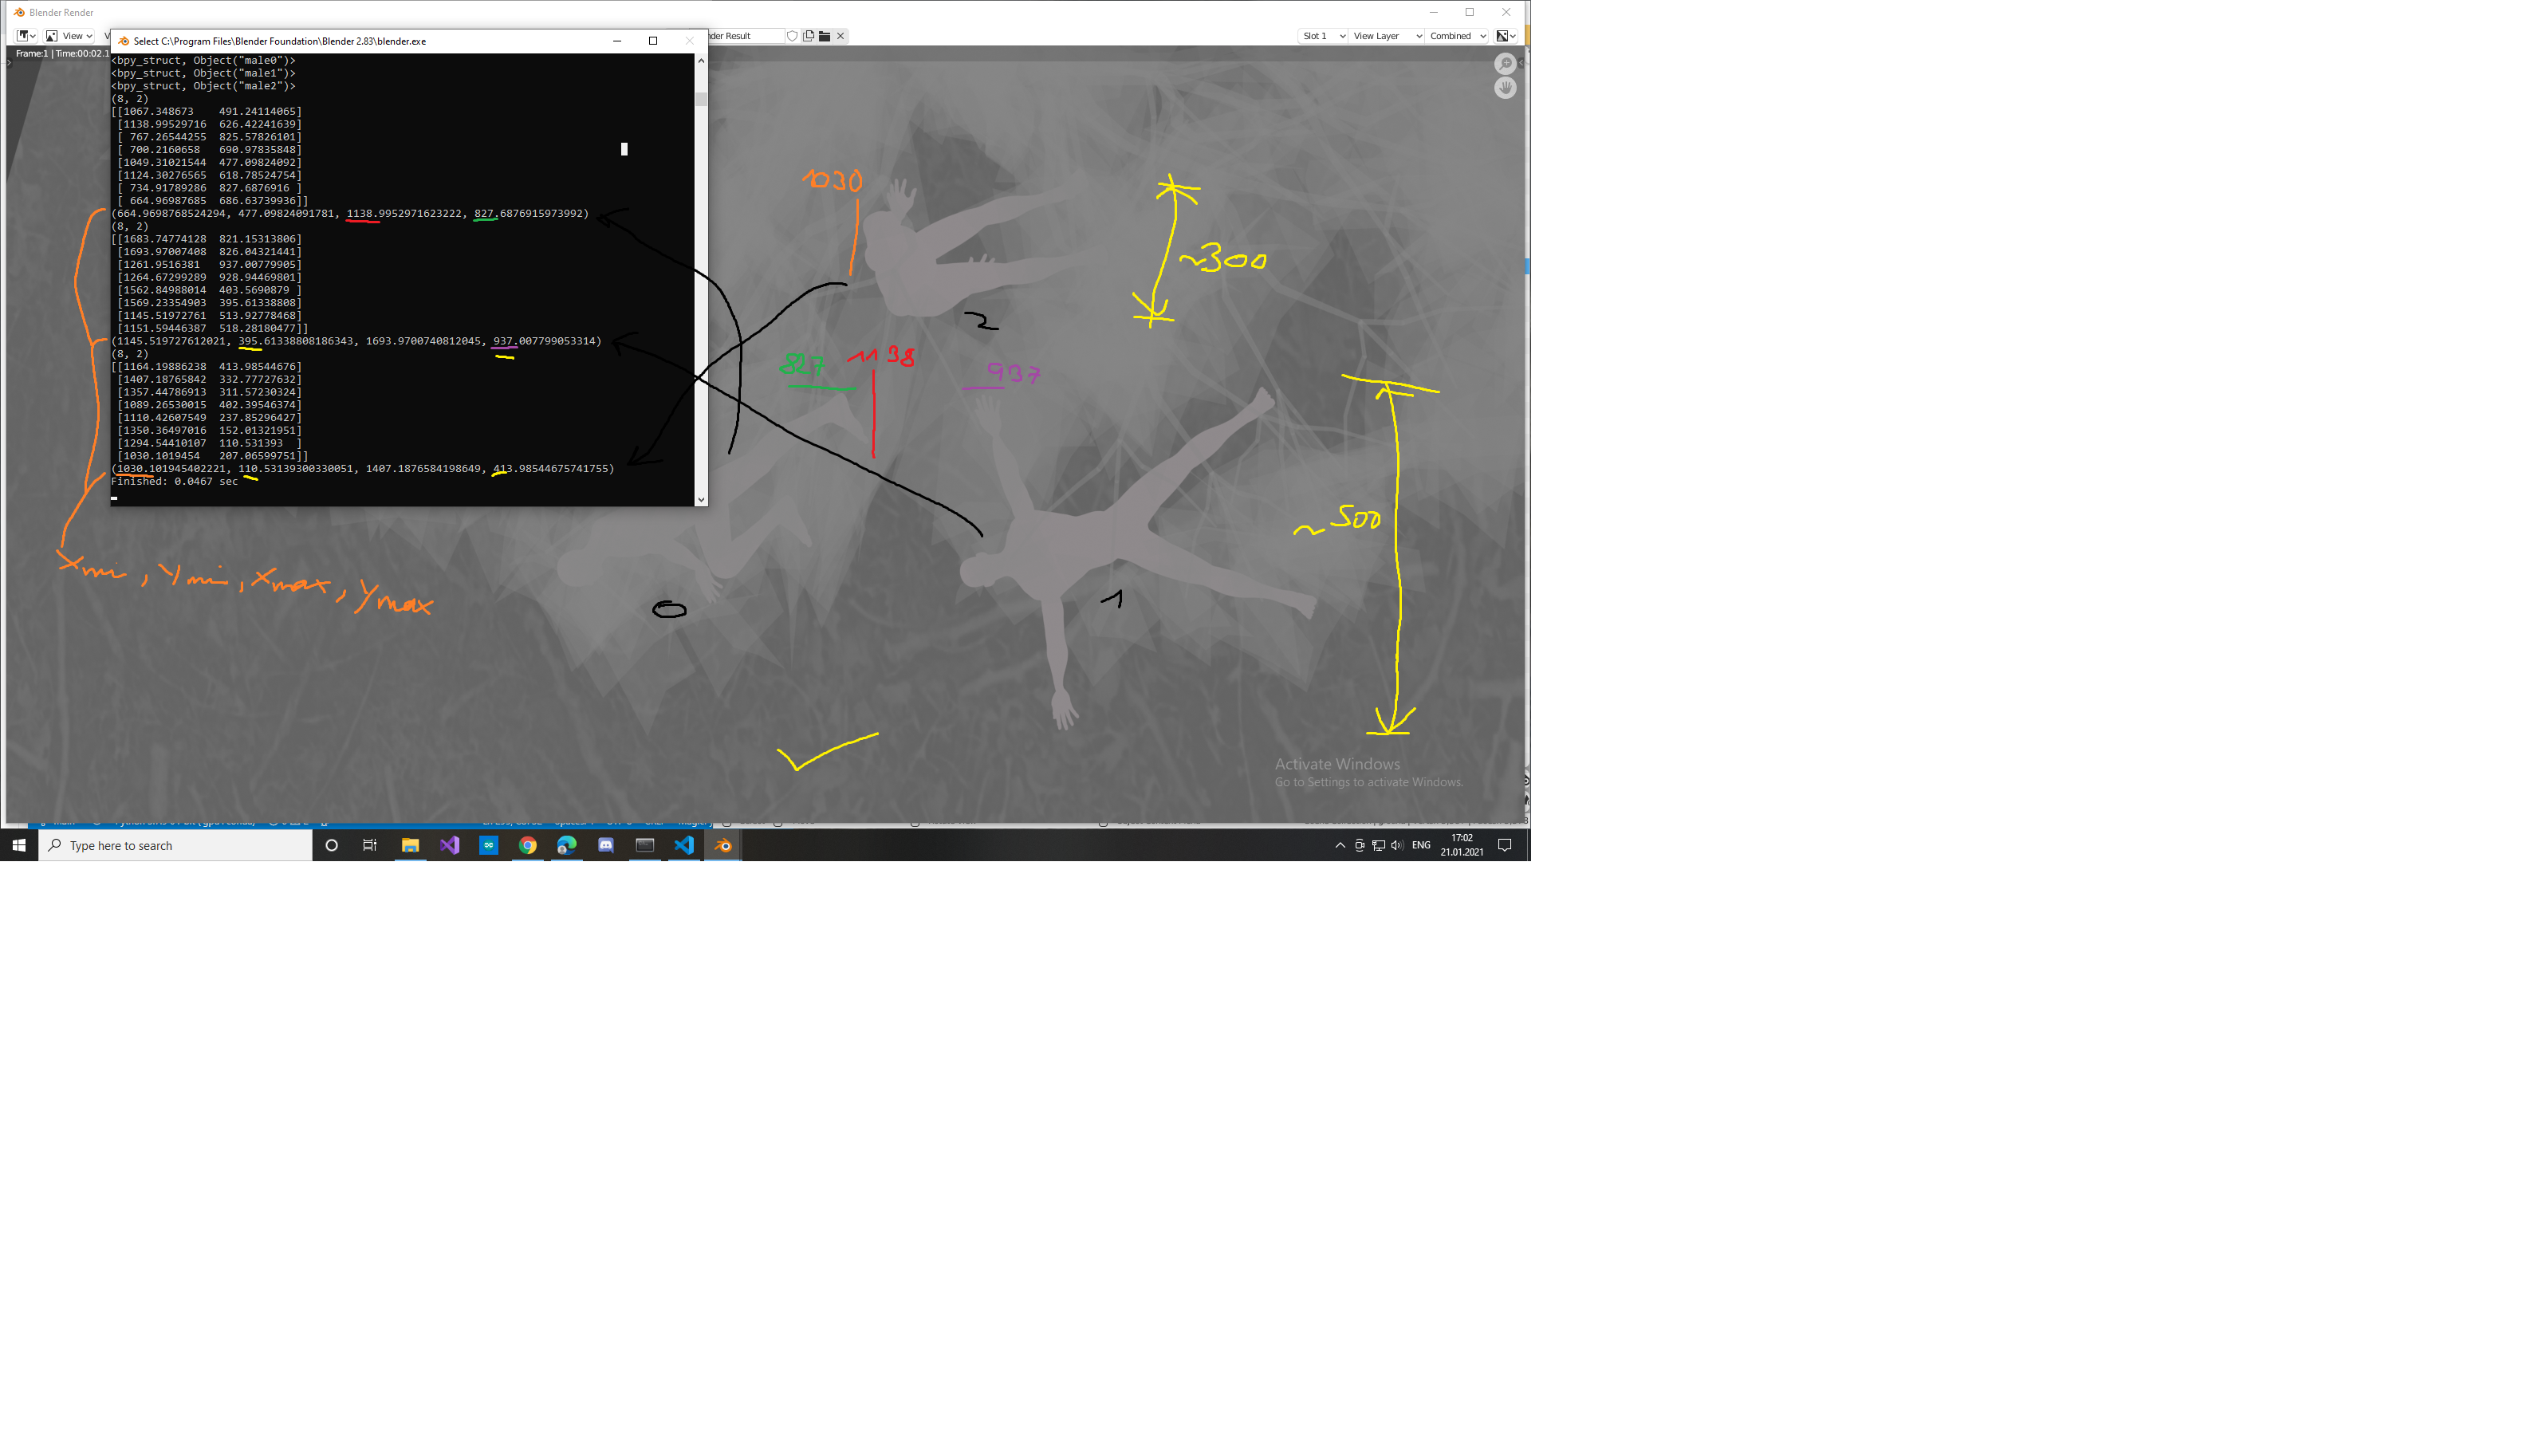 Blender Render
View
nder Result
Slot 1
View Layer
Combined
Frame:1 | Time:00:02.1
Select C:\Program Files\Blender Foundation\Blender 2.83\blender.exe
<bpy_struct, Object("male0")>
<bpy_struct, Object("male1")>
<bpy_struct, Object("male2")>
(8, 2)
[[1067.348673    491.24114065]
[1138.99529716  626.42241639]
[ 767.26544255  825.57826101]
[ 700.2160658   690.97835848]
[1049.31021544  477.09824092]
[1124.30276565  618.78524754]
[ 734.91789286  827.6876916 ]
[ 664.96987685  686.63739936]]
(664.9698768524294, 477.09824091781, 1138.9952971623222, 827.6876915973992)
(8, 2)
[[1683.74774128  821.15313806]
[1693.97007408  826.04321441]
[1261.9516381   937.00779905]
[1264.67299289  928.94469801]
[1562.84988014  403.5690879 ]
[1569.23354903  395.61338808]
[1145.51972761  513.92778468]
[1151.59446387  518.28180477]]
(1145.519727612021, 395.61338808186343, 1693.9700740812045, 937.007799053314)
(8, 2)
[[1164.19886238  413.98544676]
[1407.18765842  332.77727632]
[1357.44786913  311.57230324]
[1089.26530015  402.39546374]
[1110.42607549  237.85296427]
[1350.36497016  152.01321951]
[1294.54410107  110.531393  ]
[1030.1019454   207.06599751]]
(1030.101945402221, 110.53139300330051, 1407.1876584198649, 413.98544675741755)
Finished: 0.0467 sec
1030
~300
2
827
1138
937
~500
Xmi, Ymi, Xmax, Ymax
0
1
Activate Windows
Go to Settings to activate Windows.
Type here to search
ENG
17:02
21.01.2021